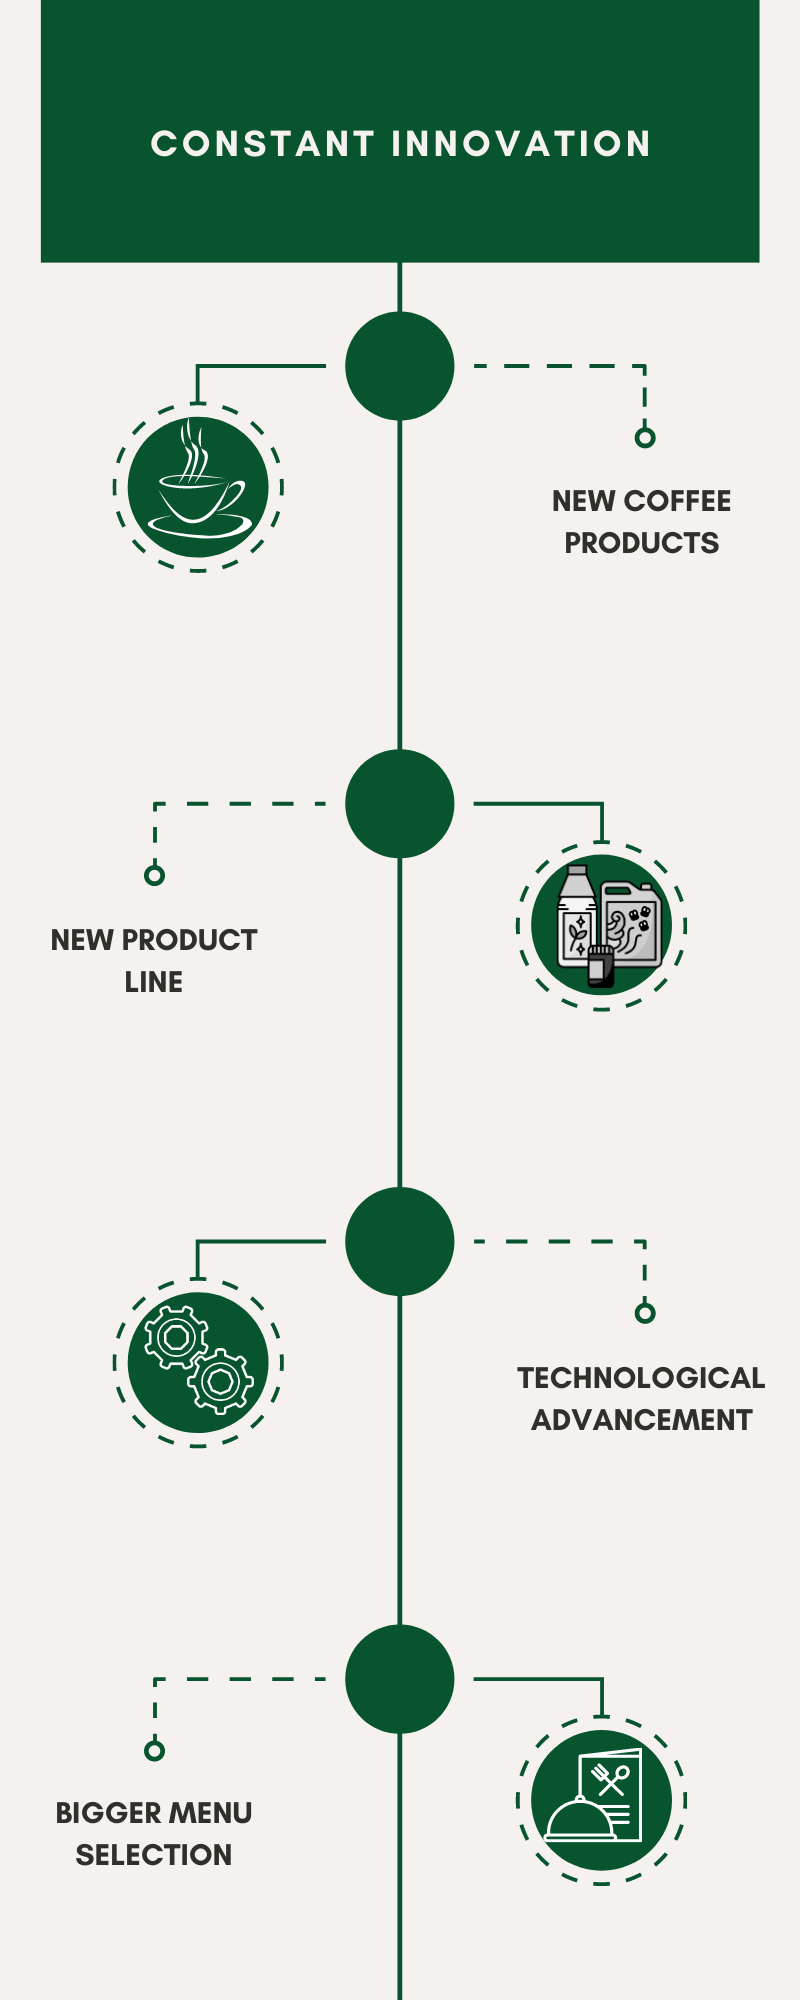 CONSTANT INNOVATION
NEW COFFEE
PRODUCTS
NEW PRODUCT
LINE
TECHNOLOGICAL
ADVANCEMENT
BIGGER MENU
SELECTION